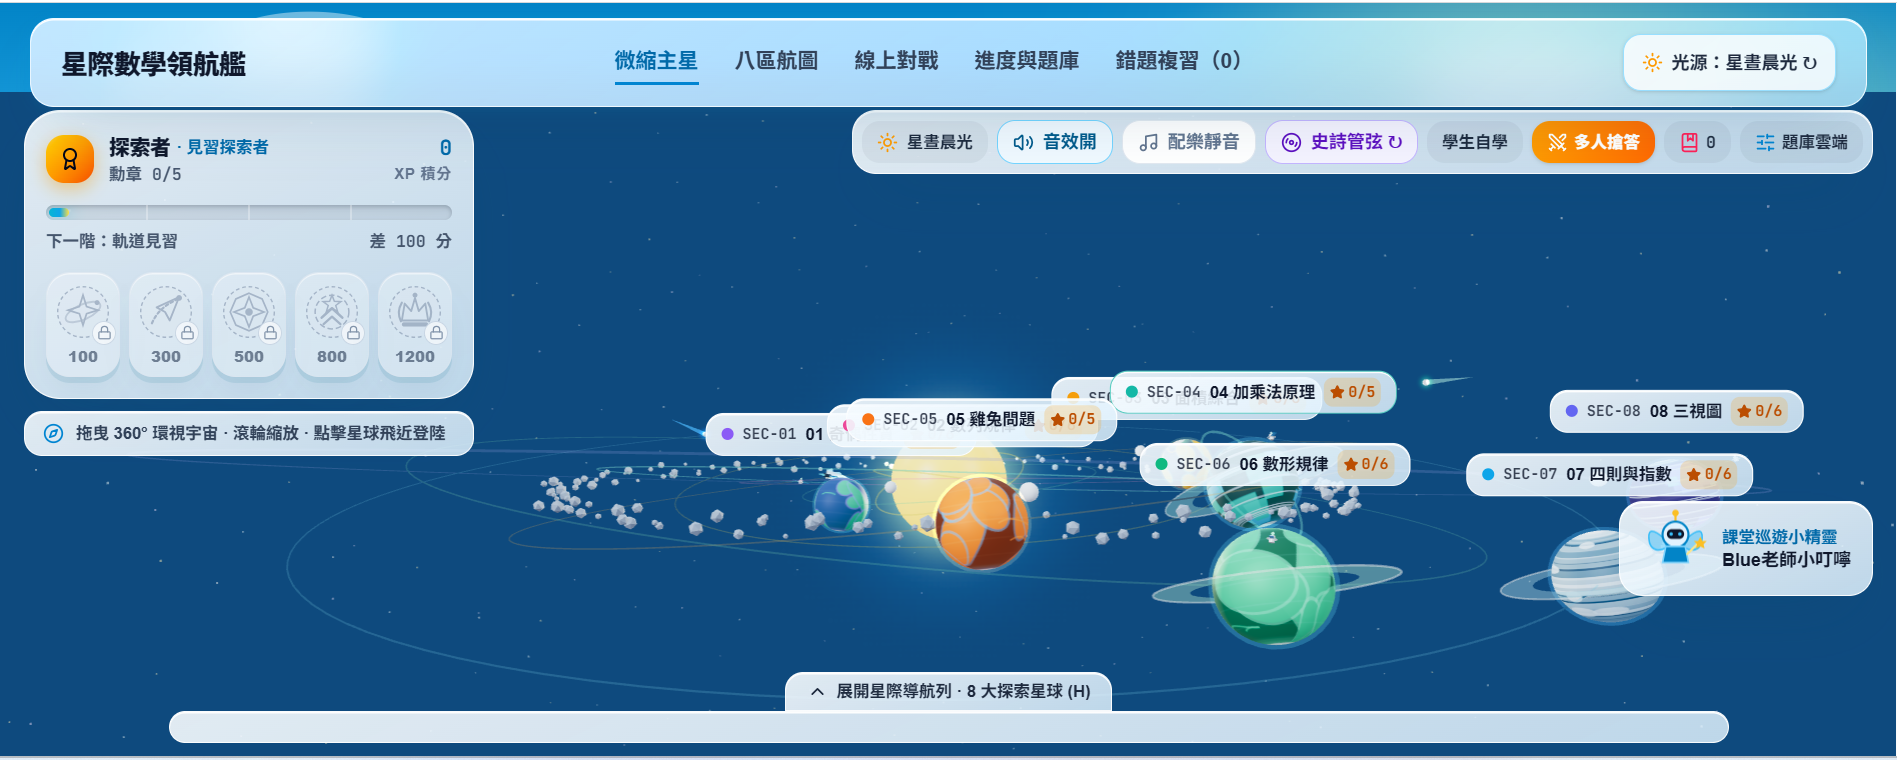 星際數學領航艦
微縮主星
八區航圖
線上對戰
進度與題庫
錯題複習（0）
光源：星晝晨光 ↻
探索者 · 見習探索者
0
勳章 0/5
XP 積分
下一階：軌道見習
差 100 分
100
300
500
800
1200
拖曳 360° 環視宇宙 · 滾輪縮放 · 點擊星球飛近登陸
星晝晨光
音效開
配樂靜音
史詩管弦 ↻
學生自學
多人搶答
0
題庫雲端
SEC-04 04 加乘法原理 0/5
SEC-08 08 三視圖 0/6
SEC-05 05 雞兔問題 0/5
SEC-01 01
SEC-06 06 數形規律 0/6
SEC-07 07 四則與指數 0/6
課堂巡遊小精靈
Blue老師小叮嚀
展開星際導航列 · 8 大探索星球 (H)